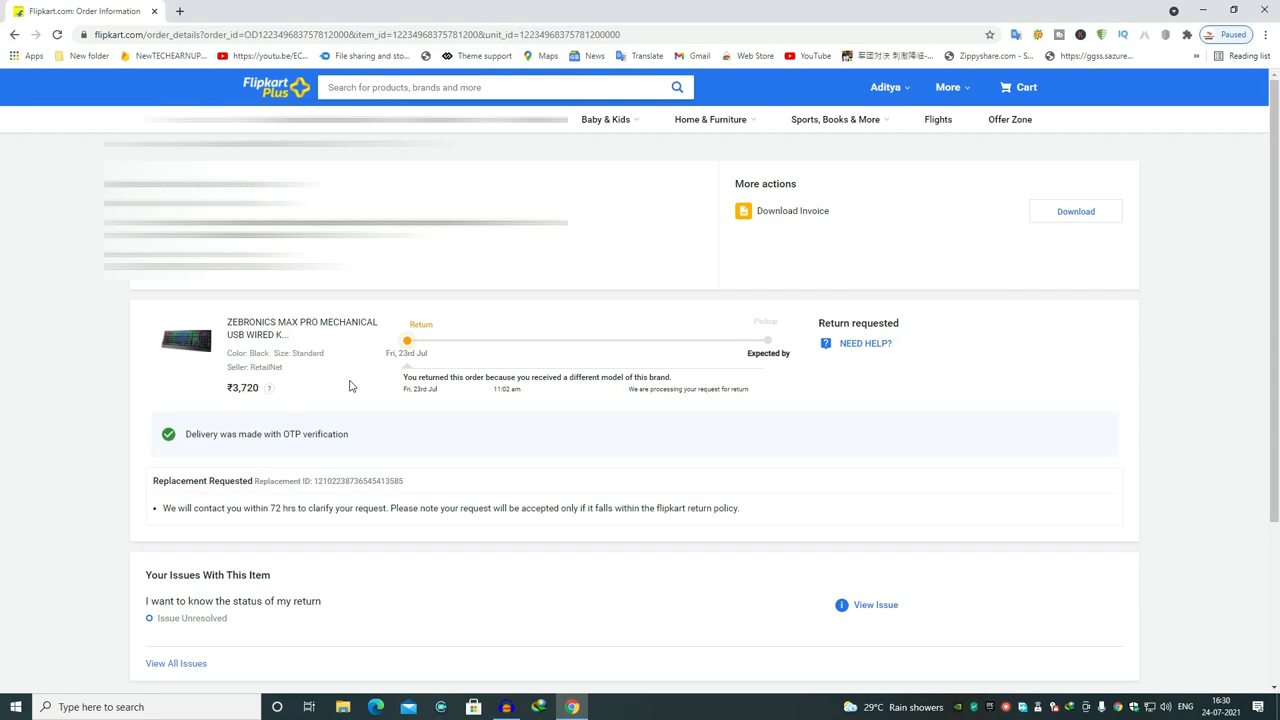 Flipkart.com: Order Information
flipkart.com/order_details?order_id=OD122349683757812000&item_id=122349683757812000&unit_id=12234968375781200000
Paused
Apps
New folder
NewTECHEARNUP...
https://youtube/EC...
File sharing and sto...
Theme support
Maps
News
Translate
Gmail
Web Store
YouTube
Zippyshare.com - S...
https://ggss.sazure...
»
Reading list
Flipkart
Plus
Search for products, brands and more
Aditya
More
Cart
Baby & Kids
Home & Furniture
Sports, Books & More
Flights
Offer Zone
More actions
Download Invoice
Download
ZEBRONICS MAX PRO MECHANICAL
USB WIRED K...
Color: Black Size: Standard
Seller: RetailNet
₹3,720 ?
Return
Fri, 23rd Jul
Pickup
Expected by
You returned this order because you received a different model of this brand.
Fri, 23rd Jul 11:02 am We are processing your request for return
Return requested
NEED HELP?
Delivery was made with OTP verification
Replacement Requested Replacement ID: 12102238736545413585
• We will contact you within 72 hrs to clarify your request. Please note your request will be accepted only if it falls within the flipkart return policy.
Your Issues With This Item
I want to know the status of my return
Issue Unresolved
View Issue
View All Issues
Type here to search
29°C Rain showers
ENG
16:30
24-07-2021